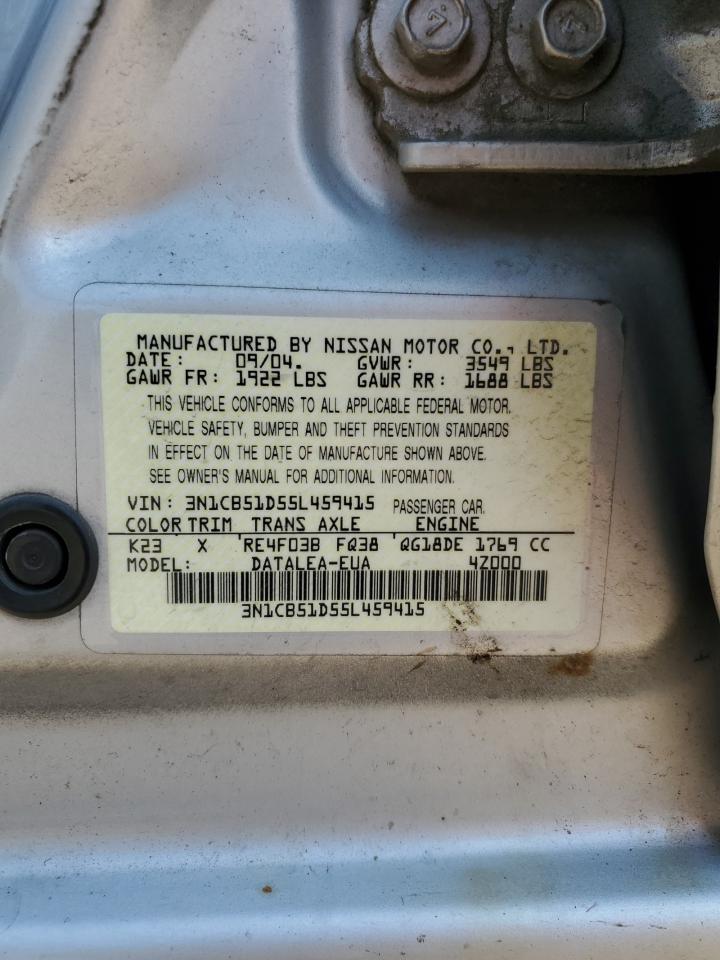 MANUFACTURED BY NISSAN MOTOR CO., LTD.
DATE: 09/04. GVWR: 3549 LBS
GAWR FR: 1922 LBS GAWR RR: 1688 LBS
THIS VEHICLE CONFORMS TO ALL APPLICABLE FEDERAL MOTOR.
VEHICLE SAFETY, BUMPER AND THEFT PREVENTION STANDARDS
IN EFFECT ON THE DATE OF MANUFACTURE SHOWN ABOVE.
SEE OWNER'S MANUAL FOR ADDITIONAL INFORMATION.
VIN: 3N1CB51D55L459415 PASSENGER CAR.
COLOR TRIM TRANS AXLE ENGINE
K23 X RE4F03B FQ38 QG18DE 1769 CC
MODEL: DATALEA-EUA 4Z000
3N1CB51D55L459415